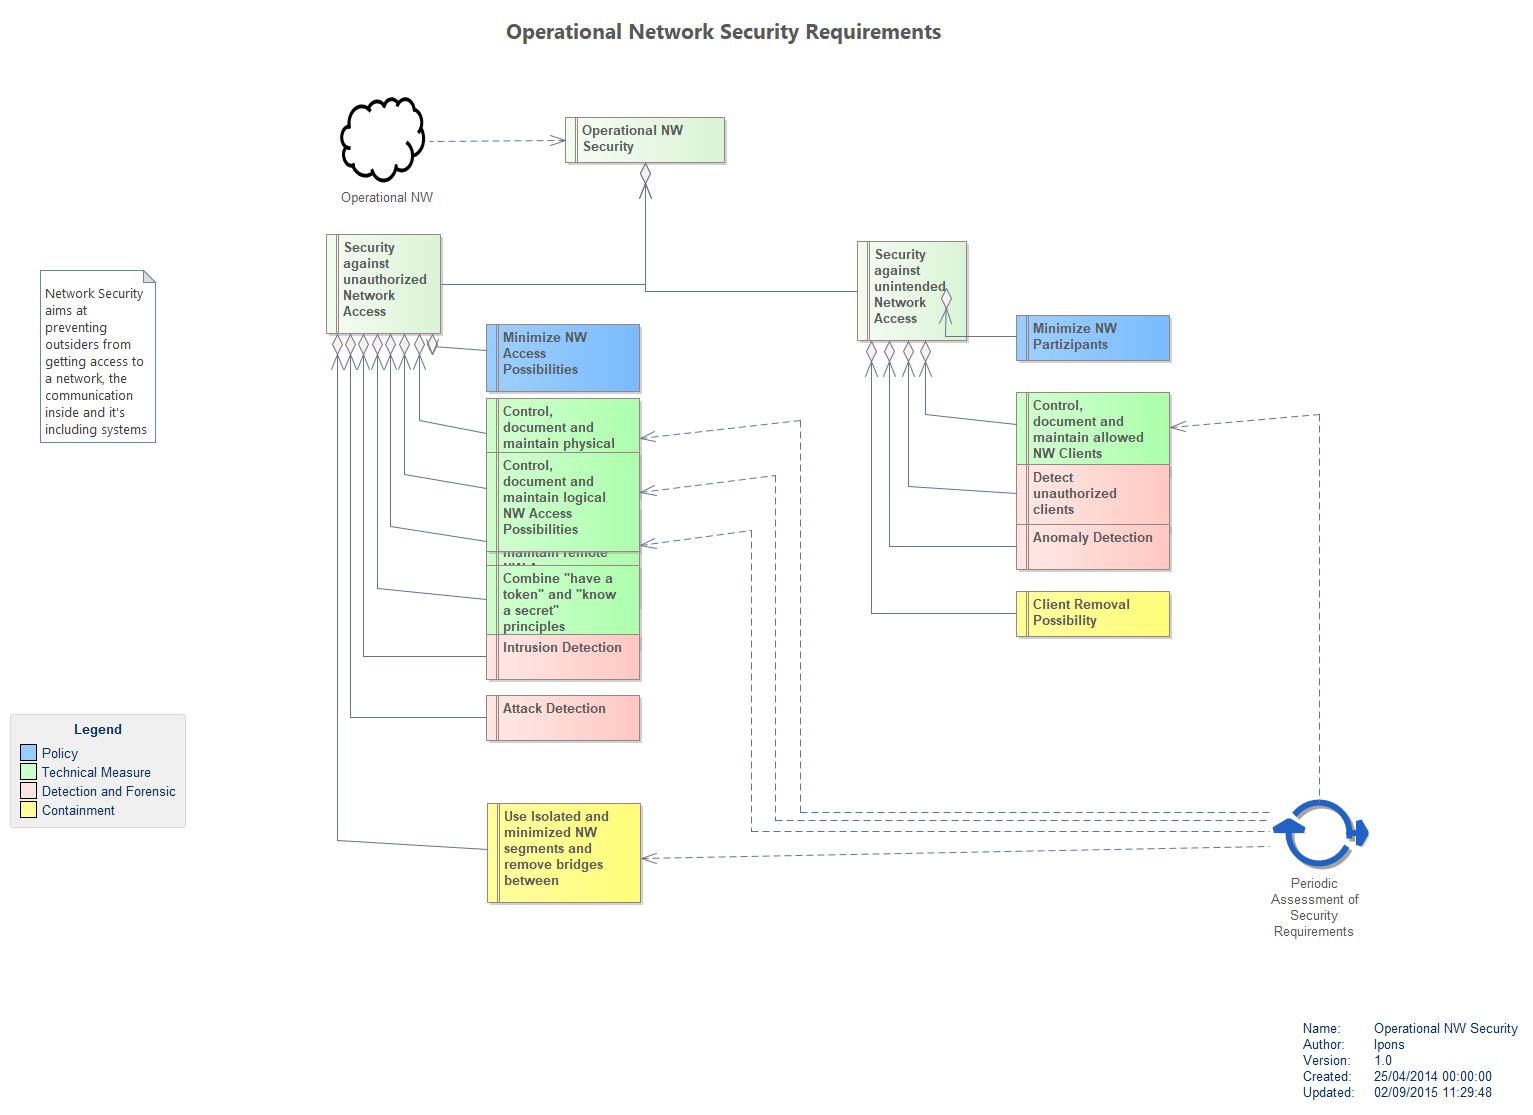 Operational Network Security Requirements
Operational NW
Security
Operational NW
Security
against
unauthorized
Network
Access
Security
against
unintended
Network
Access
Network Security
aims at
preventing
outsiders from
getting access to
a network, the
communication
inside and it's
including systems
Minimize NW
Access
Possibilities
Control,
document and
maintain physical
Control,
document and
maintain logical
NW Access
Possibilities
maintain remote
Combine "have a
token" and "know
a secret"
principles
Intrusion Detection
Attack Detection
Use Isolated and
minimized NW
segments and
remove bridges
between
Minimize NW
Partizipants
Control,
document and
maintain allowed
NW Clients
Detect
unauthorized
clients
Anomaly Detection
Client Removal
Possibility
Legend
Policy
Technical Measure
Detection and Forensic
Containment
Periodic
Assessment of
Security
Requirements
Name: Operational NW Security
Author: Ipons
Version: 1.0
Created: 25/04/2014 00:00:00
Updated: 02/09/2015 11:29:48